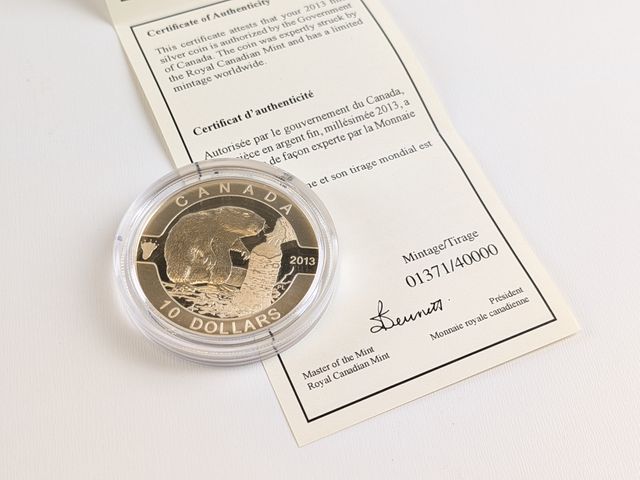 Certificate of Authenticity
This certificate attests that your 2013 fine
silver coin is authorized by the Government
of Canada. The coin was expertly struck by
the Royal Canadian Mint and has a limited
mintage worldwide.
Certificat d'authenticité
Autorisée par le gouvernement du Canada,
pièce en argent fin, millésimée 2013, a
de façon experte par la Monnaie
ne et son tirage mondial est
Mintage/Tirage
01371/40000
Bennett
Master of the Mint
Royal Canadian Mint
Président
Monnaie royale canadienne
CANADA
2013
10 DOLLARS